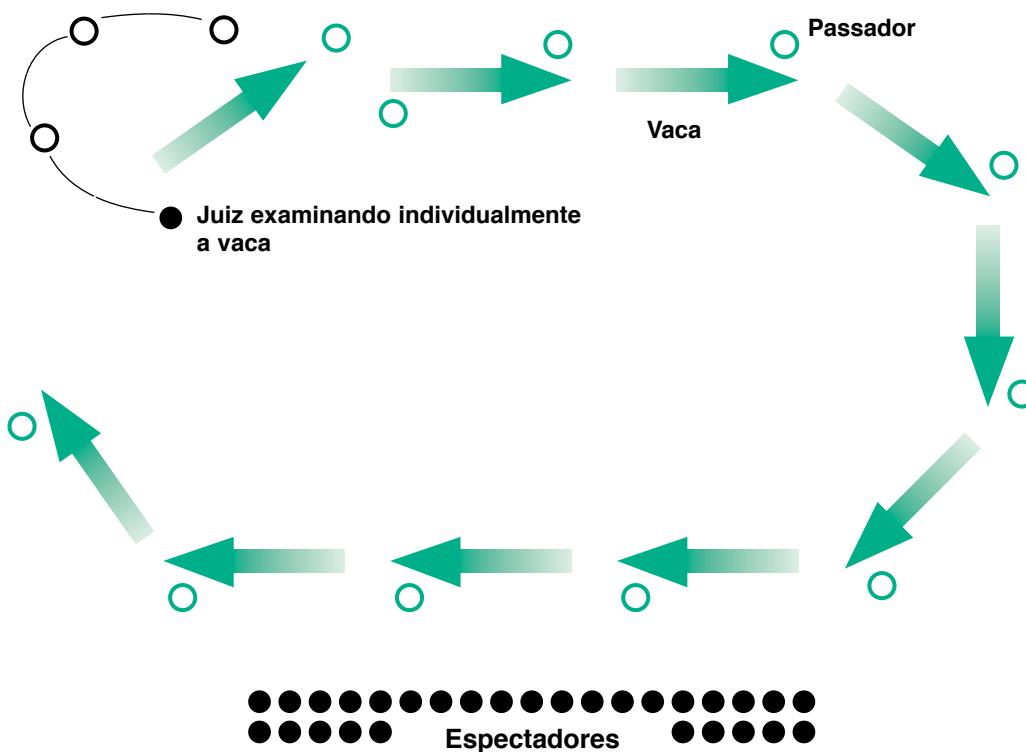 Passador
Vaca
Juiz examinando individualmente
a vaca
Espectadores